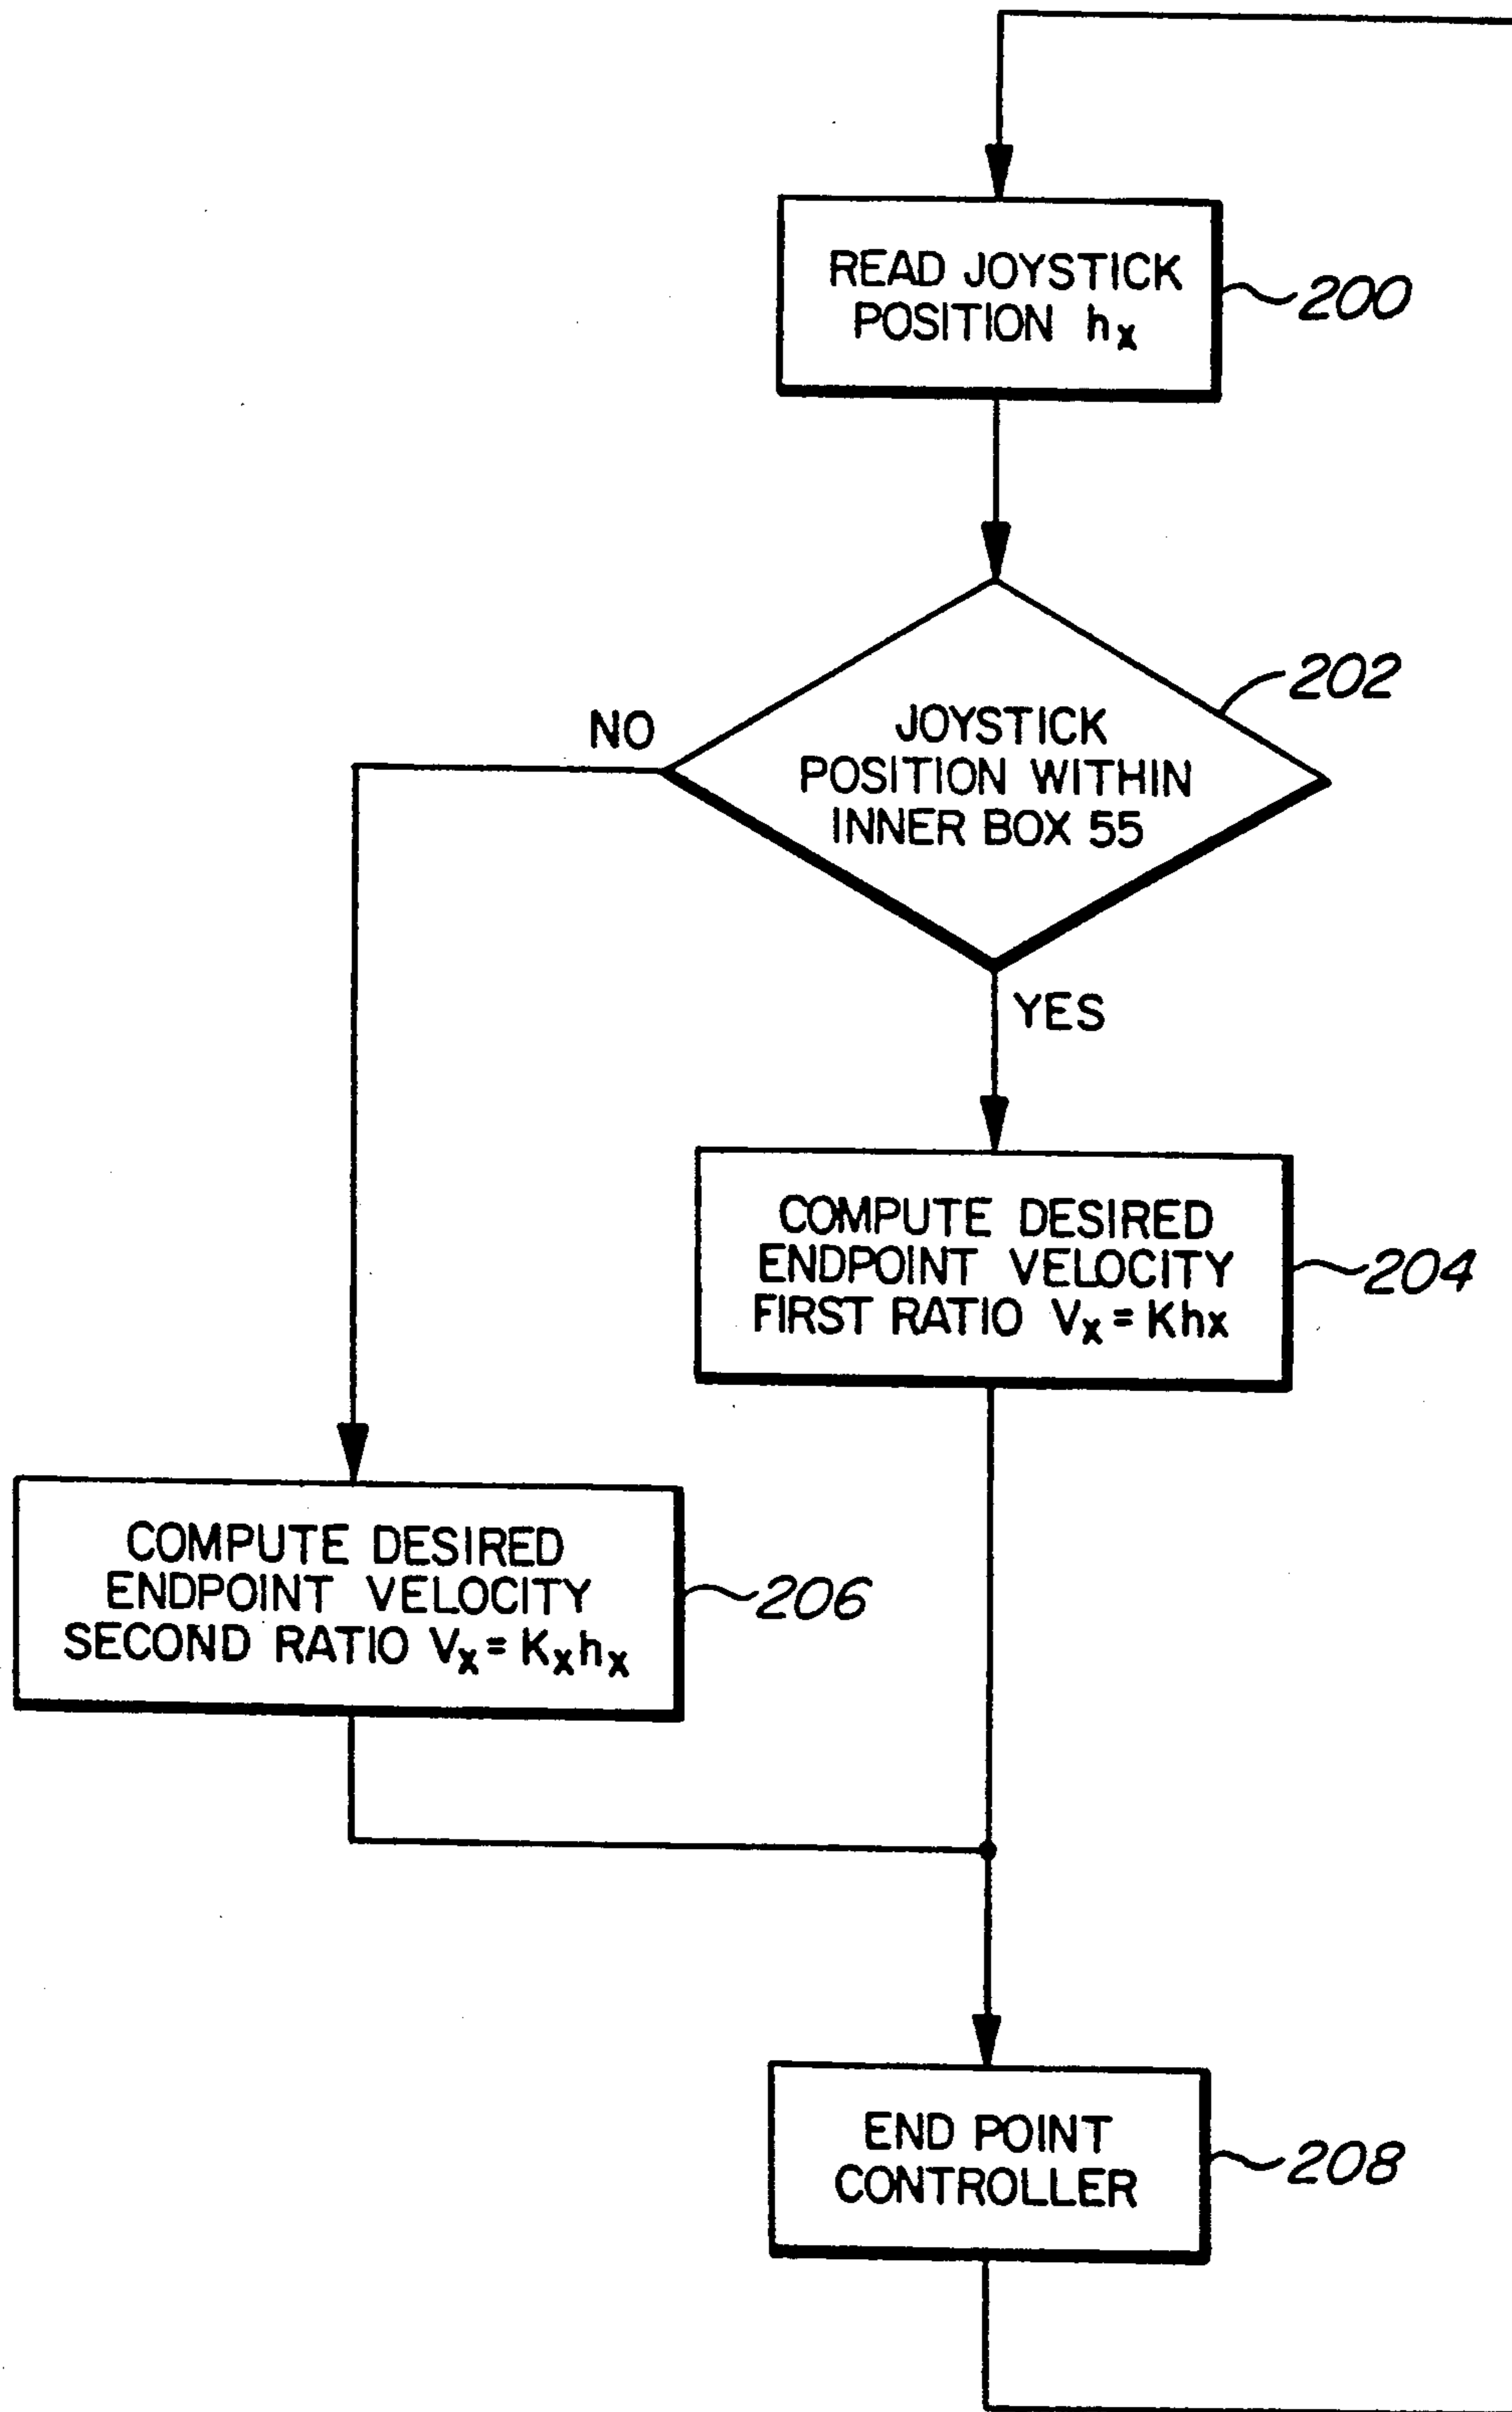 READ JOYSTICK
POSITION hx
200
202
NO
JOYSTICK
POSITION WITHIN
INNER BOX 55
YES
COMPUTE DESIRED
ENDPOINT VELOCITY
FIRST RATIO Vx = Khx
204
COMPUTE DESIRED
ENDPOINT VELOCITY
SECOND RATIO Vx = Kxhx
206
END POINT
CONTROLLER
208